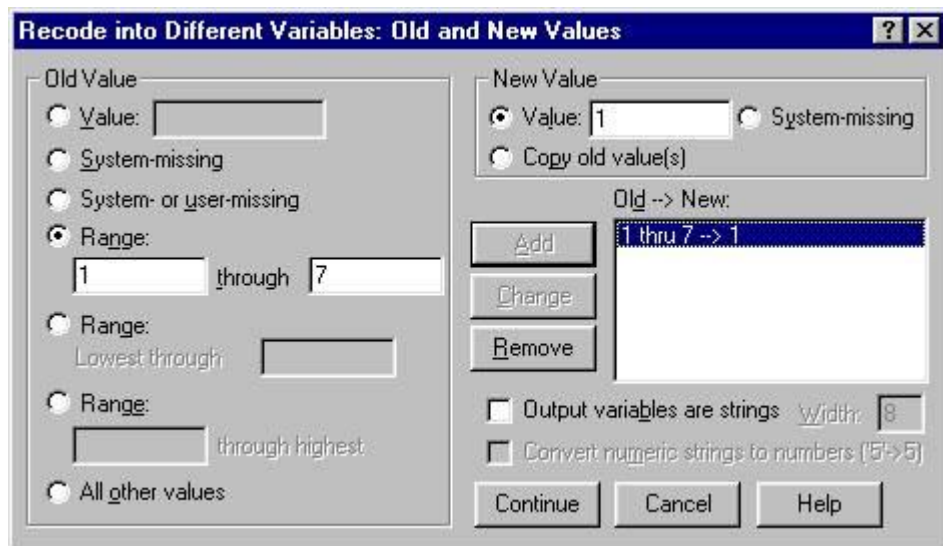 Recode into Different Variables: Old and New Values
Old Value
Value:
System-missing
System- or user-missing
Range:
1 through 7
Range:
Lowest through
Range:
through highest
All other values
New Value
Value: 1 System-missing
Copy old value(s)
Old --> New:
1 thru 7 --> 1
Add
Change
Remove
Output variables are strings Width: 8
Convert numeric strings to numbers ('5'->5)
Continue Cancel Help